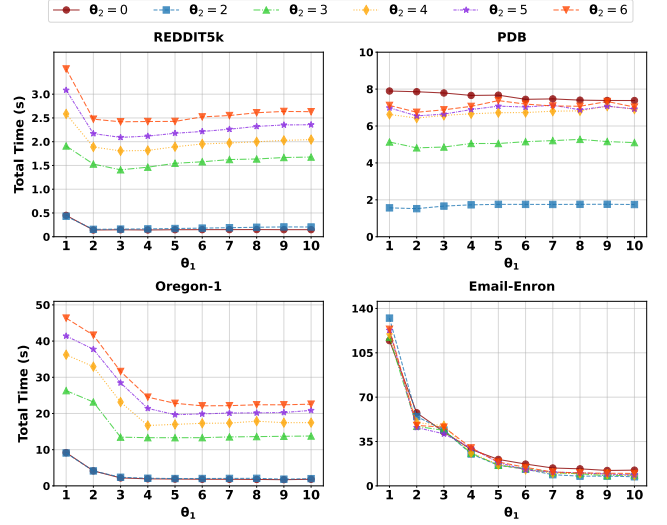 θ₂ = 0 θ₂ = 2 θ₂ = 3 θ₂ = 4 θ₂ = 5 θ₂ = 6
REDDIT5k
Total Time (s)
3.0
2.5
2.0
1.5
1.0
0.5
0
1 2 3 4 5 6 7 8 9 10
θ₁
PDB
10
8
6
4
2
0
1 2 3 4 5 6 7 8 9 10
θ₁
Oregon-1
Total Time (s)
50
40
30
20
10
0
1 2 3 4 5 6 7 8 9 10
θ₁
Email-Enron
140
105
70
35
0
1 2 3 4 5 6 7 8 9 10
θ₁